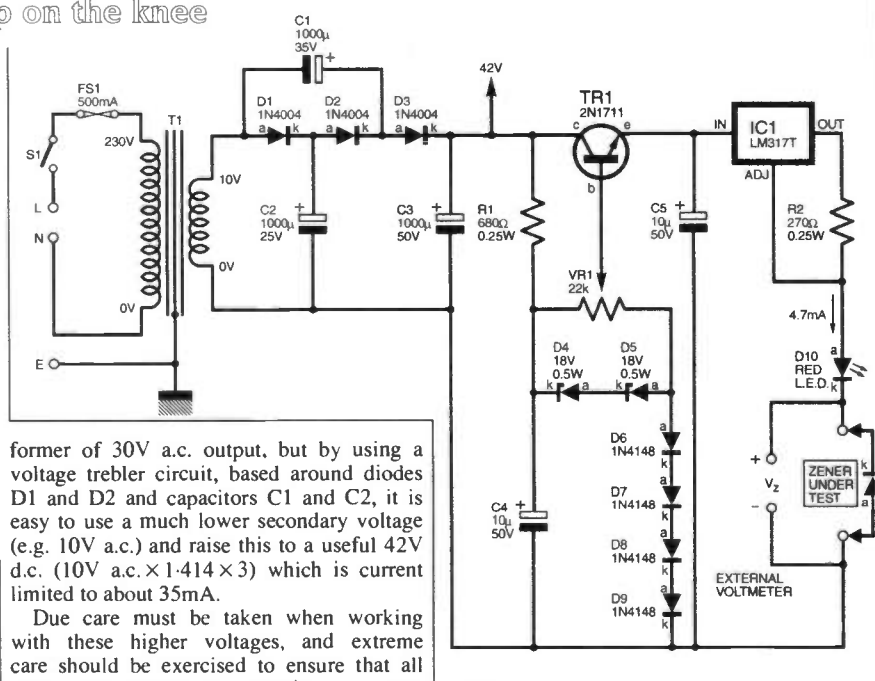 on the knee
C1
1000µ
35V
+
FS1
500mA
T1
D1
1N4004
D2
1N4004
D3
1N4004
a k a k a k
42V
TR1
2N1711
c e
b
IN
IC1
LM317T
OUT
ADJ
S1
230V
10V
L
N
0V
0V
E
C2
1000µ
25V
+
C3
1000µ
50V
+
R1
680Ω
0.25W
VR1
22k
C5
10µ
50V
+
R2
270Ω
0.25W
4.7mA
D4
18V
0.5W
k a
D5
18V
0.5W
k a
D10
RED
L.E.D.
a
k
C4
10µ
50V
+
D6
1N4148
a
k
D7
1N4148
a
k
D8
1N4148
a
k
D9
1N4148
a
k
+
VZ
-
ZENER
UNDER
TEST
k
a
EXTERNAL
VOLTMETER
former of 30V a.c. output, but by using a
voltage trebler circuit, based around diodes
D1 and D2 and capacitors C1 and C2, it is
easy to use a much lower secondary voltage
(e.g. 10V a.c.) and raise this to a useful 42V
d.c. (10V a.c. × 1·414 × 3) which is current
limited to about 35mA.
Due care must be taken when working
with these higher voltages, and extreme
care should be exercised to ensure that all